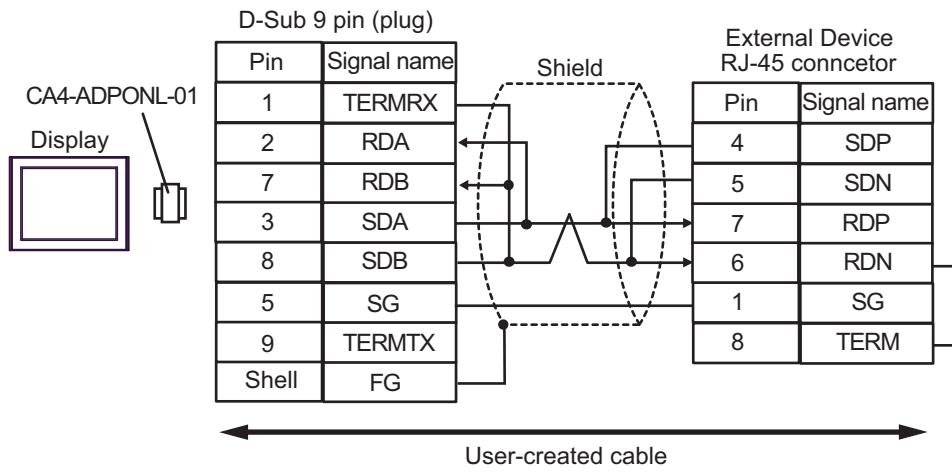 D-Sub 9 pin (plug)
External Device
RJ-45 conncetor
Shield
CA4-ADPONL-01
Display
Pin Signal name
1 TERMRX
2 RDA
7 RDB
3 SDA
8 SDB
5 SG
9 TERMTX
Shell FG
Pin Signal name
4 SDP
5 SDN
7 RDP
6 RDN
1 SG
8 TERM
User-created cable